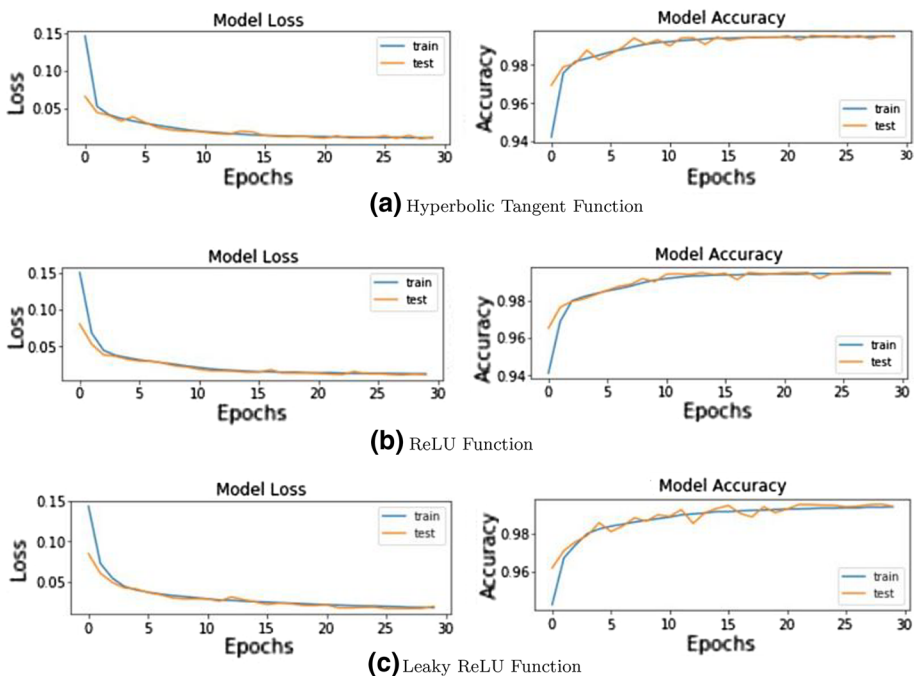 Model Loss
0.15
0.10
0.05
Loss
train
test
0 5 10 15 20 25 30
Epochs
Model Accuracy
0.98
0.96
0.94
Accuracy
train
test
0 5 10 15 20 25 30
Epochs
(a) Hyperbolic Tangent Function
Model Loss
0.15
0.10
0.05
Loss
train
test
0 5 10 15 20 25 30
Epochs
Model Accuracy
0.98
0.96
0.94
Accuracy
train
test
0 5 10 15 20 25 30
Epochs
(b) ReLU Function
Model Loss
0.15
0.10
0.05
Loss
train
test
0 5 10 15 20 25 30
Epochs
Model Accuracy
0.98
0.96
Accuracy
train
test
0 5 10 15 20 25 30
Epochs
(c) Leaky ReLU Function